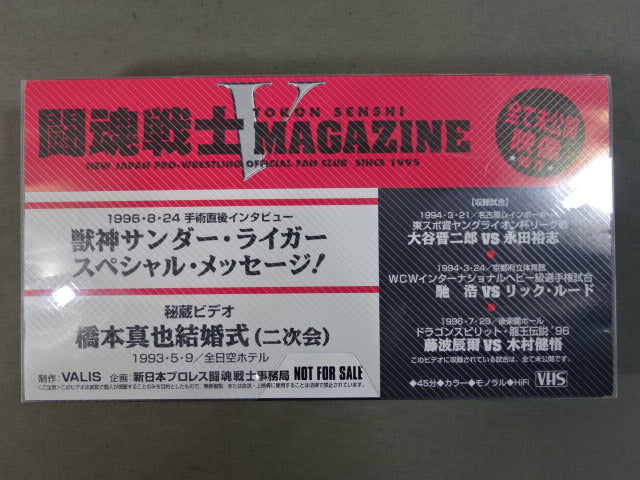 闘魂戦士 V MAGAZINE
TOKON SENSHI
NEW JAPAN PRO-WRESTLING OFFICIAL FAN CLUB SINCE 1995
全て未公開
映像
1996・8・24 手術直後インタビュー
獣神サンダー・ライガー
スペシャル・メッセージ!
秘蔵ビデオ
橋本真也結婚式(二次会)
1993・5・9/全日空ホテル
制作:VALIS 企画:新日本プロレス闘魂戦士事務局 NOT FOR SALE
【収録試合】
1994・3・21/名古屋レインボーホール
東スポ賞ヤングライオン杯リーグ戦
大谷晋二郎 VS 永田裕志
1994・3・24/京都府立体育館
WCWインターナショナルヘビー級選手権試合
馳 浩 VS リック・ルード
1996・7・23/後楽園ホール
ドラゴンスピリット・龍王伝説'96
藤波辰爾 VS 木村健悟
このビデオに収録されている試合は、全て未公開です。
◆45分◆カラー◆モノラル◆HiFi VHS